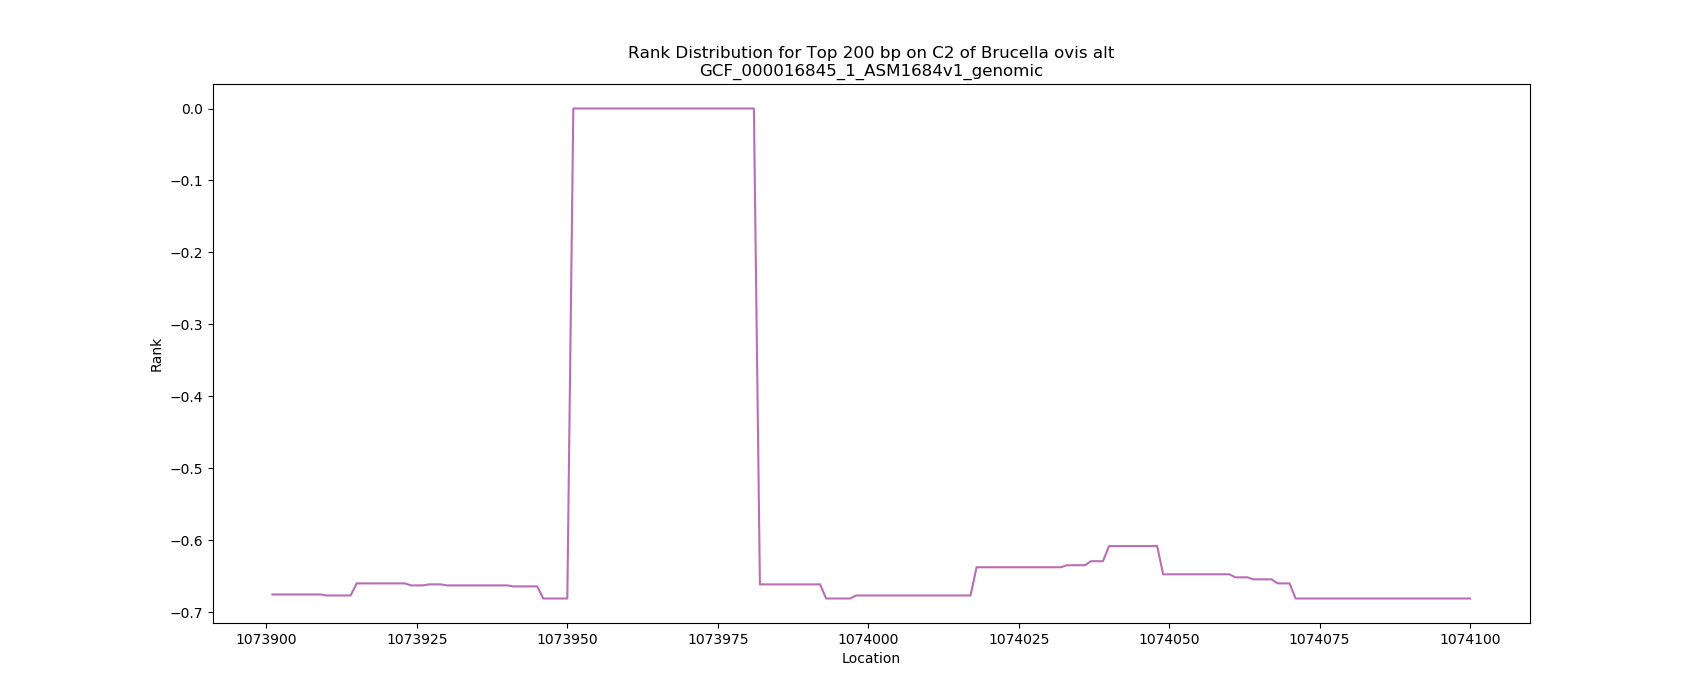 Rank Distribution for Top 200 bp on C2 of Brucella ovis alt
GCF_000016845_1_ASM1684v1_genomic
0.0
−0.1
−0.2
−0.3
−0.4
−0.5
−0.6
−0.7
Rank
1073900 1073925 1073950 1073975 1074000 1074025 1074050 1074075 1074100
Location